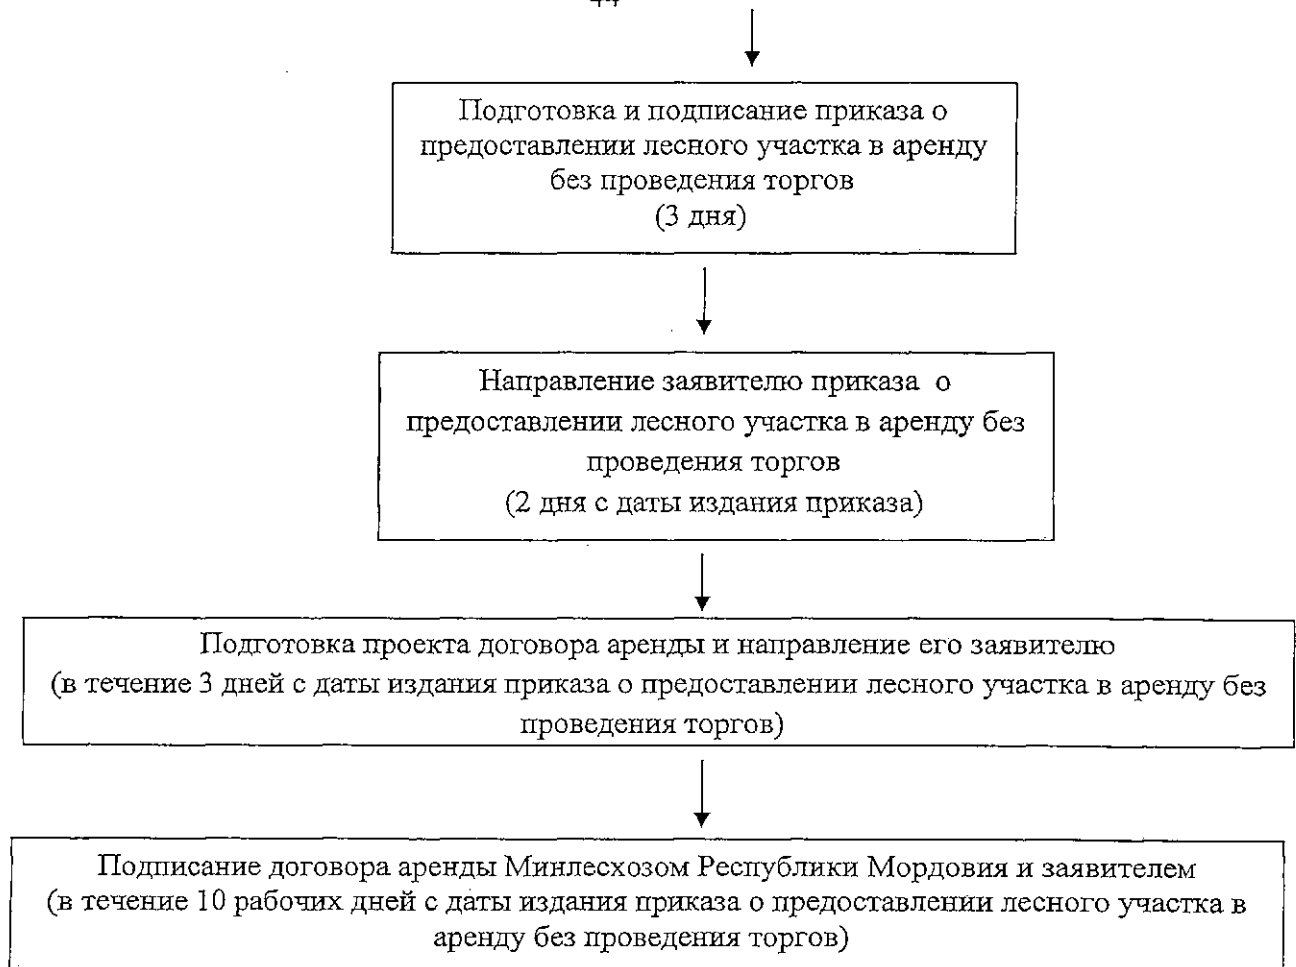 44
Подготовка и подписание приказа о
предоставлении лесного участка в аренду
без проведения торгов
(3 дня)
Направление заявителю приказа о
предоставлении лесного участка в аренду без
проведения торгов
(2 дня с даты издания приказа)
Подготовка проекта договора аренды и направление его заявителю
(в течение 3 дней с даты издания приказа о предоставлении лесного участка в аренду без
проведения торгов)
Подписание договора аренды Минлесхозом Республики Мордовия и заявителем
(в течение 10 рабочих дней с даты издания приказа о предоставлении лесного участка в
аренду без проведения торгов)